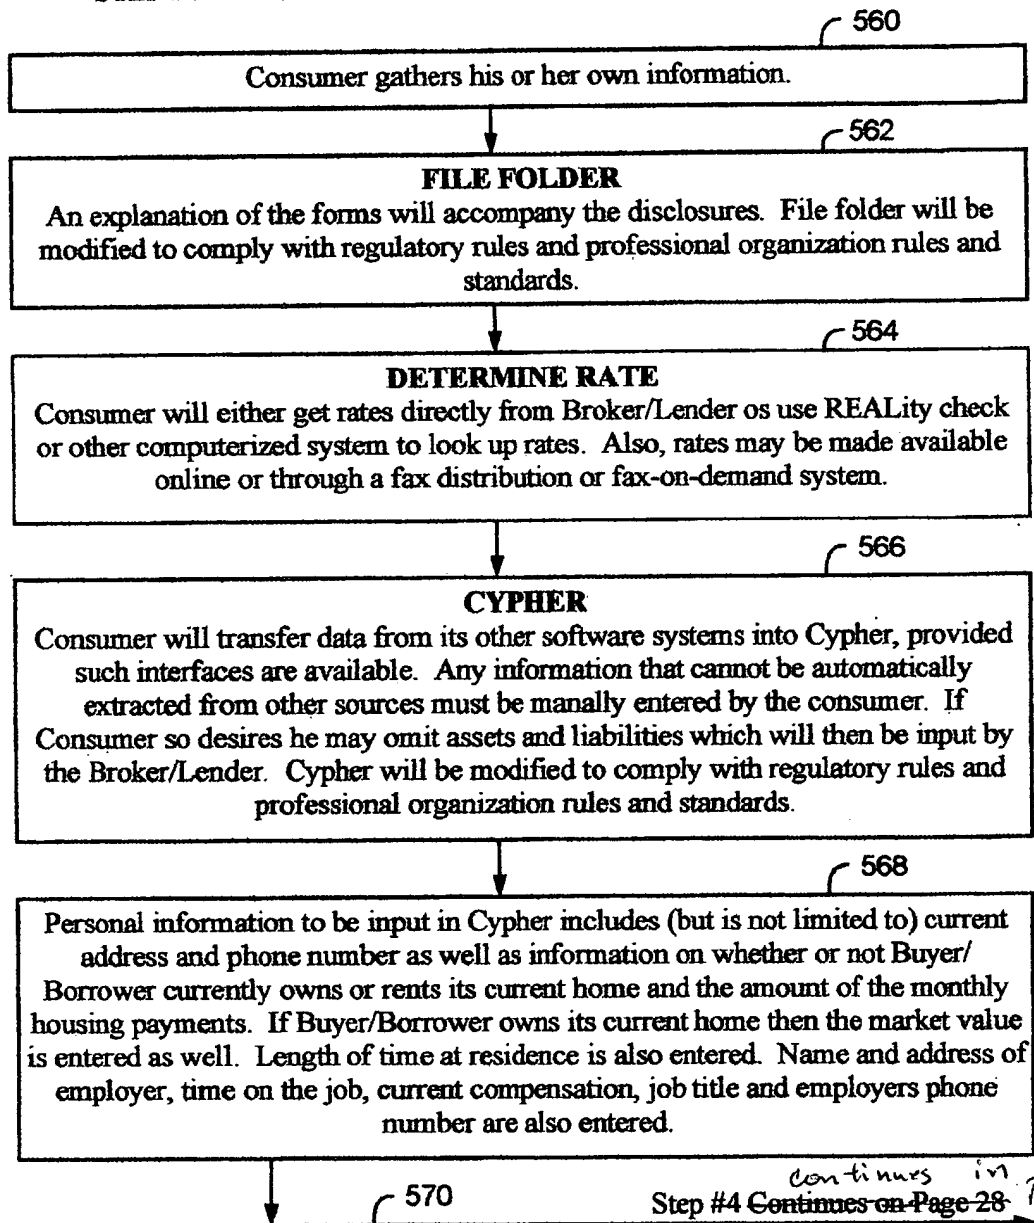 560
Consumer gathers his or her own information.
562
FILE FOLDER
An explanation of the forms will accompany the disclosures. File folder will be
modified to comply with regulatory rules and professional organization rules and
standards.
564
DETERMINE RATE
Consumer will either get rates directly from Broker/Lender os use REALity check
or other computerized system to look up rates. Also, rates may be made available
online or through a fax distribution or fax-on-demand system.
566
CYPHER
Consumer will transfer data from its other software systems into Cypher, provided
such interfaces are available. Any information that cannot be automatically
extracted from other sources must be manally entered by the consumer. If
Consumer so desires he may omit assets and liabilities which will then be input by
the Broker/Lender. Cypher will be modified to comply with regulatory rules and
professional organization rules and standards.
568
Personal information to be input in Cypher includes (but is not limited to) current
address and phone number as well as information on whether or not Buyer/
Borrower currently owns or rents its current home and the amount of the monthly
housing payments. If Buyer/Borrower owns its current home then the market value
is entered as well. Length of time at residence is also entered. Name and address of
employer, time on the job, current compensation, job title and employers phone
number are also entered.
continues in
570
Step #4 Continues on Page 28